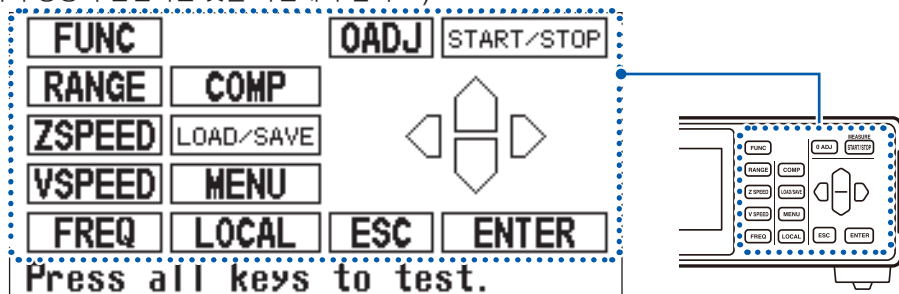 FUNC 0ADJ START/STOP
RANGE COMP
ZSPEED LOAD/SAVE
VSPEED MENU
FREQ LOCAL ESC ENTER
Press all keys to test.
MEASURE
FUNC 0 ADJ START/STOP
RANGE COMP
Z SPEED LOAD/SAVE
V SPEED MENU
FREQ LOCAL ESC ENTER